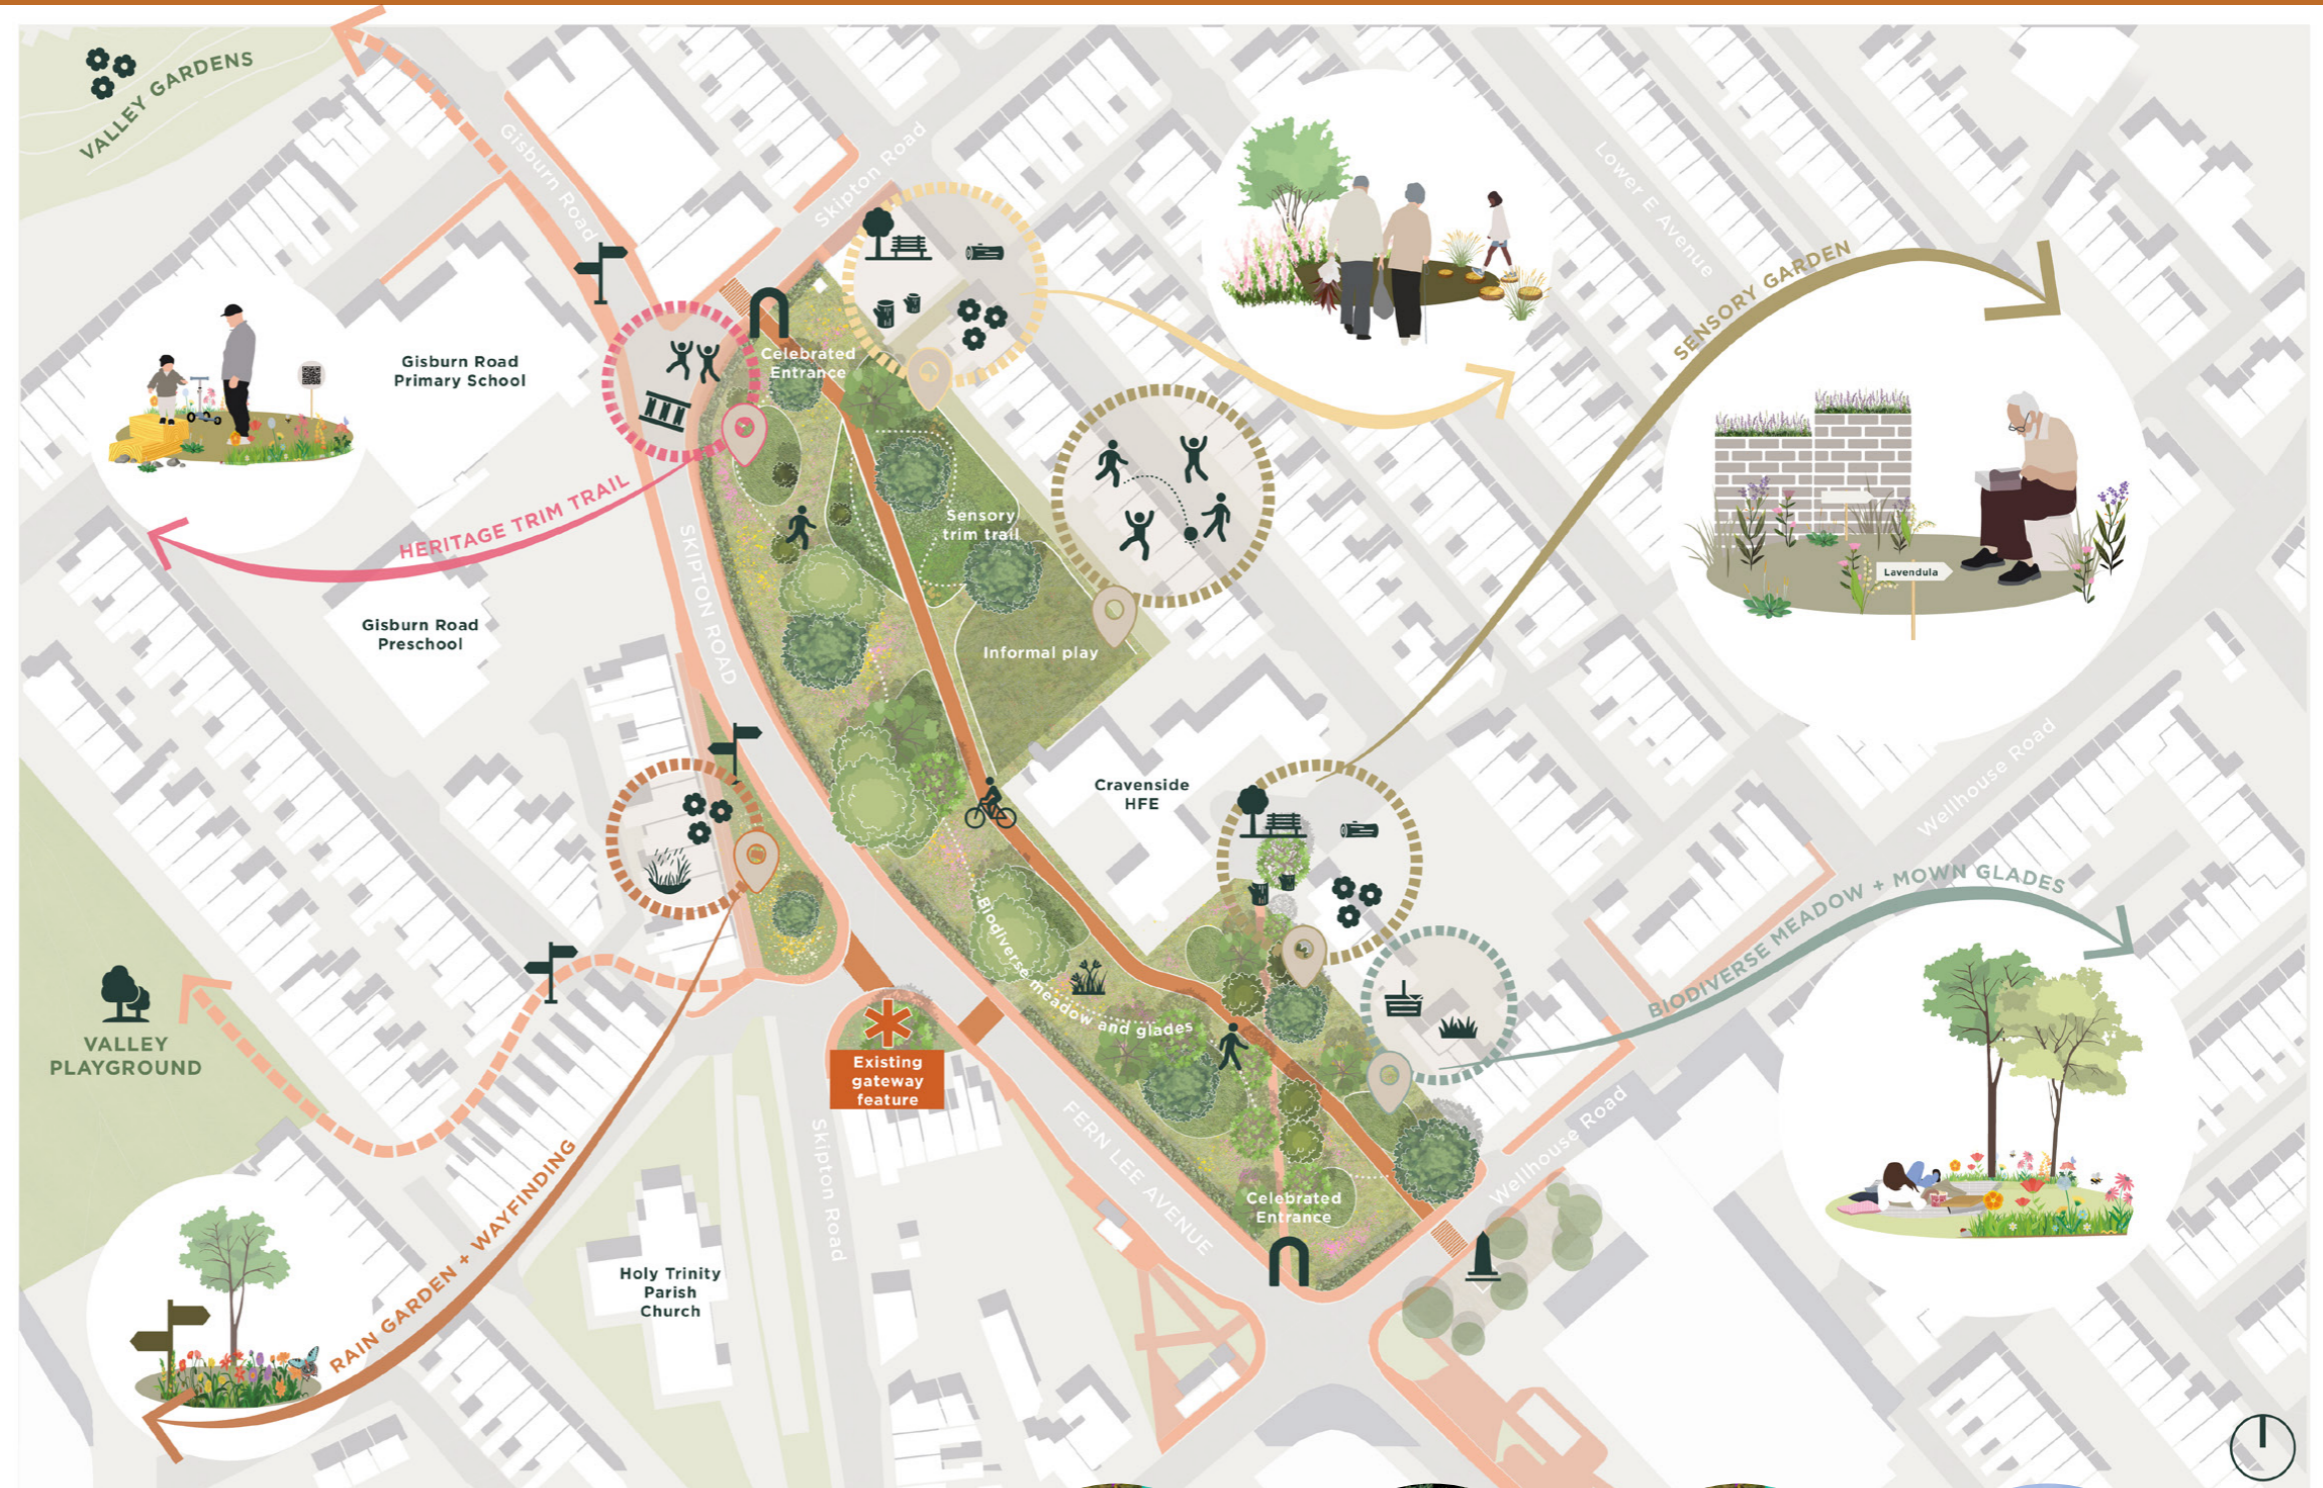 VALLEY GARDENS
Gisburn Road
Skipton Road
Lower E Avenue
SENSORY GARDEN
Gisburn Road
Primary School
Celebrated
Entrance
HERITAGE TRIM TRAIL
Sensory
trim trail
SKIPTON ROAD
Lavendula
Gisburn Road
Preschool
Informal play
Cravenside
HFE
Wellhouse Road
BIODIVERSE MEADOW + MOWN GLADES
Biodiverse meadow and glades
VALLEY
PLAYGROUND
Existing
gateway
feature
Skipton Road
FERN LEE AVENUE
Wellhouse Road
RAIN GARDEN + WAYFINDING
Celebrated
Entrance
Holy Trinity
Parish
Church